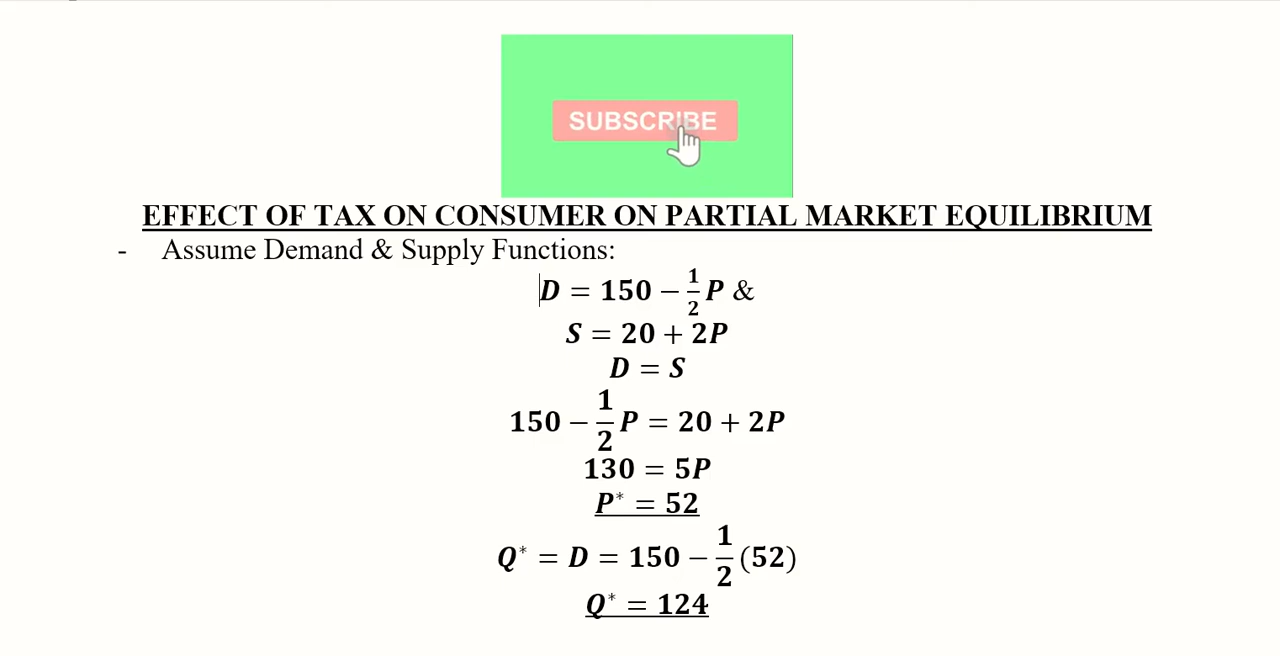 SUBSCRIBE
EFFECT OF TAX ON CONSUMER ON PARTIAL MARKET EQUILIBRIUM
- Assume Demand & Supply Functions:
D = 150 − 1/2 P &
S = 20 + 2P
D = S
150 − 1/2 P = 20 + 2P
130 = 5P
P* = 52
Q* = D = 150 − 1/2 (52)
Q* = 124